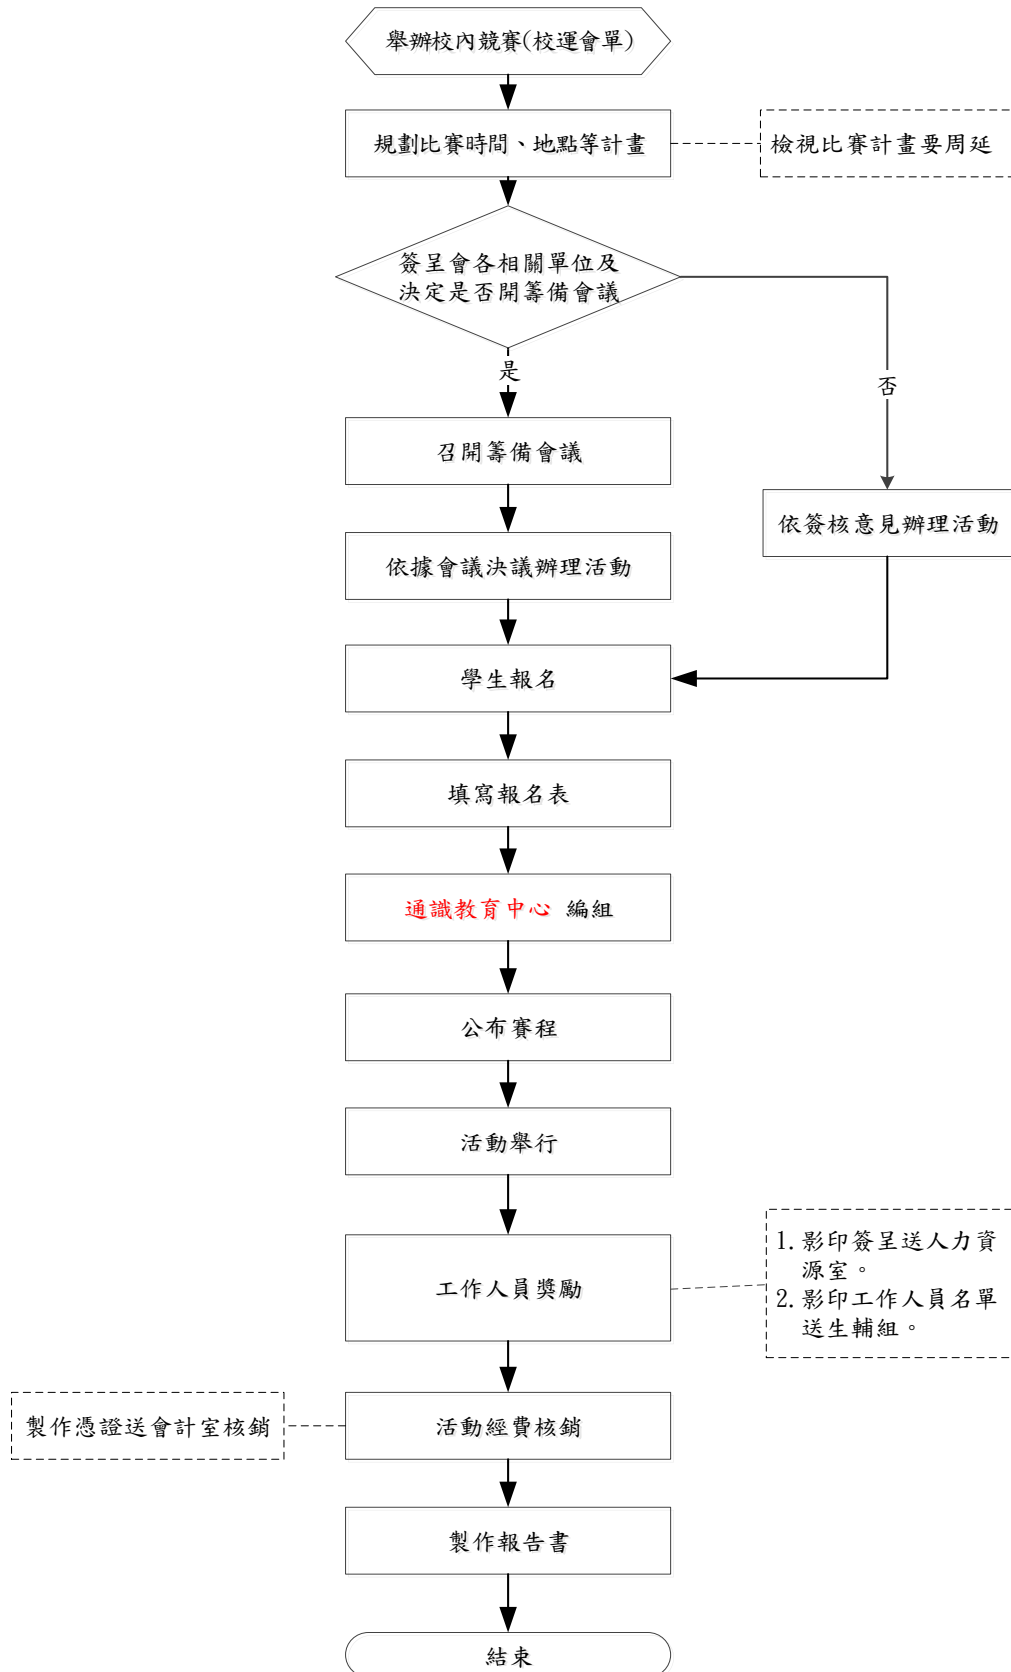 舉辦校內競賽(校運會單)
規劃比賽時間、地點等計畫
檢視比賽計畫要周延
簽呈會各相關單位及
決定是否開籌備會議
是
否
召開籌備會議
依簽核意見辦理活動
依據會議決議辦理活動
學生報名
填寫報名表
通識教育中心 編組
公布賽程
活動舉行
工作人員獎勵
1. 影印簽呈送人力資
源室。
2. 影印工作人員名單
送生輔組。
製作憑證送會計室核銷
活動經費核銷
製作報告書
結束